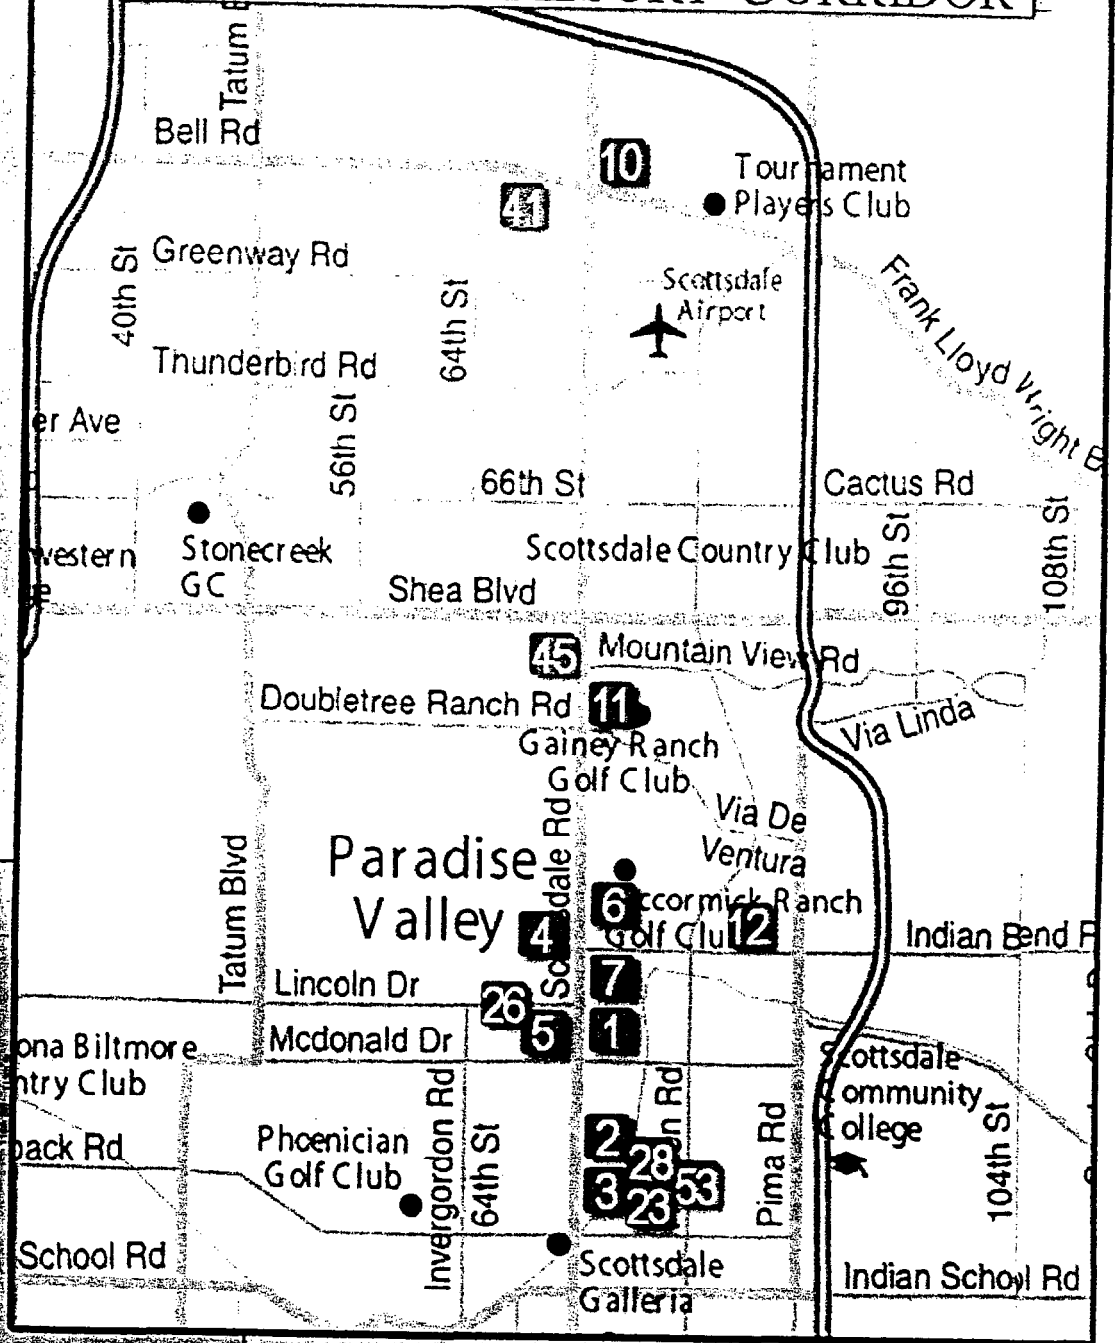 CORRIDOR
Tatum B
Bell Rd
10
Tournament
Players Club
41
Greenway Rd
40th St
64th St
Scottsdale
Airport
Frank Lloyd Wright B
Thunderbird Rd
er Ave
56th St
66th St
Cactus Rd
western
Stonecreek
GC
Scottsdale Country Club
96th St
108th St
Shea Blvd
45
Mountain View Rd
Doubletree Ranch Rd
11
Via Linda
Gainey Ranch
Golf Club
Via De
Ventura
Scottsdale Rd
Paradise
Valley
Tatum Blvd
6
ccormick Ranch
Golf Club
12
4
Indian Bend R
Lincoln Dr
7
26
5
1
Mcdonald Dr
ona Biltmore
ntry Club
Scottsdale
Community
College
back Rd
Phoenician
Golf Club
Invergordon Rd
64th St
2
28
3
23
53
n Rd
Pima Rd
104th St
School Rd
Scottsdale
Galleria
Indian School Rd